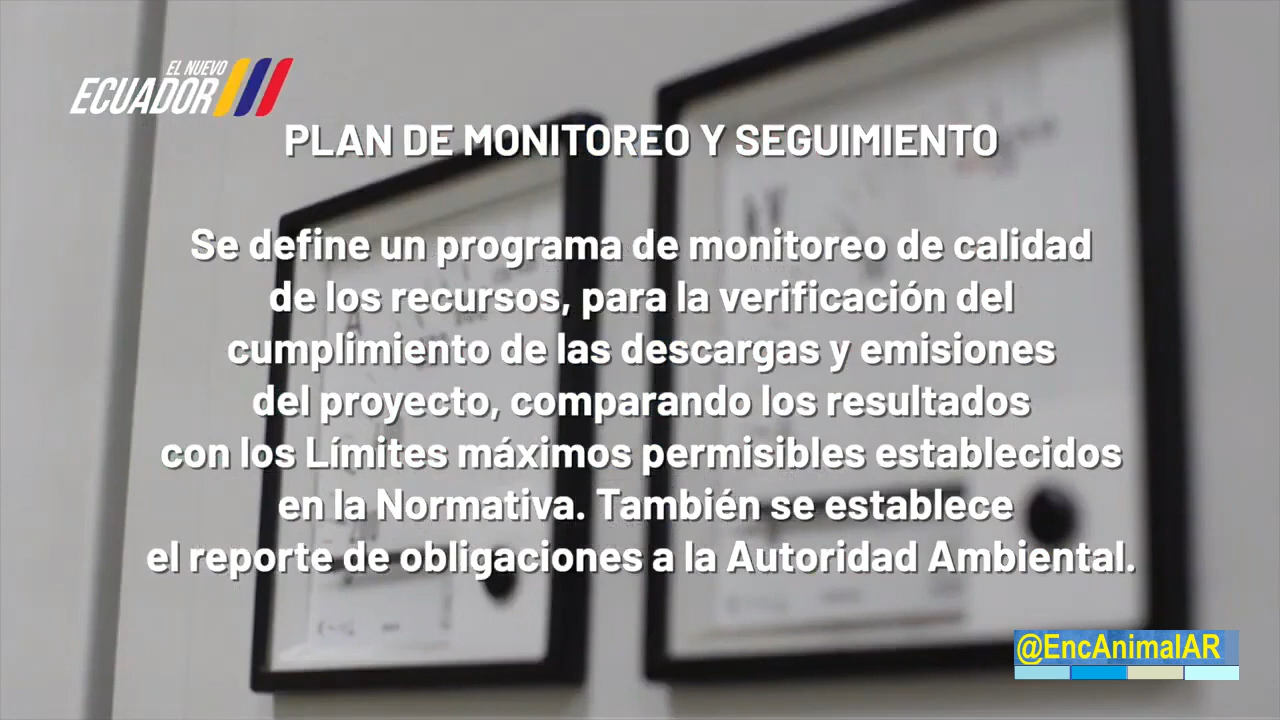 EL NUEVO
ECUADOR
PLAN DE MONITOREO Y SEGUIMIENTO
Se define un programa de monitoreo de calidad
de los recursos, para la verificación del
cumplimiento de las descargas y emisiones
del proyecto, comparando los resultados
con los Límites máximos permisibles establecidos
en la Normativa. También se establece
el reporte de obligaciones a la Autoridad Ambiental.
@EncAnimalAR